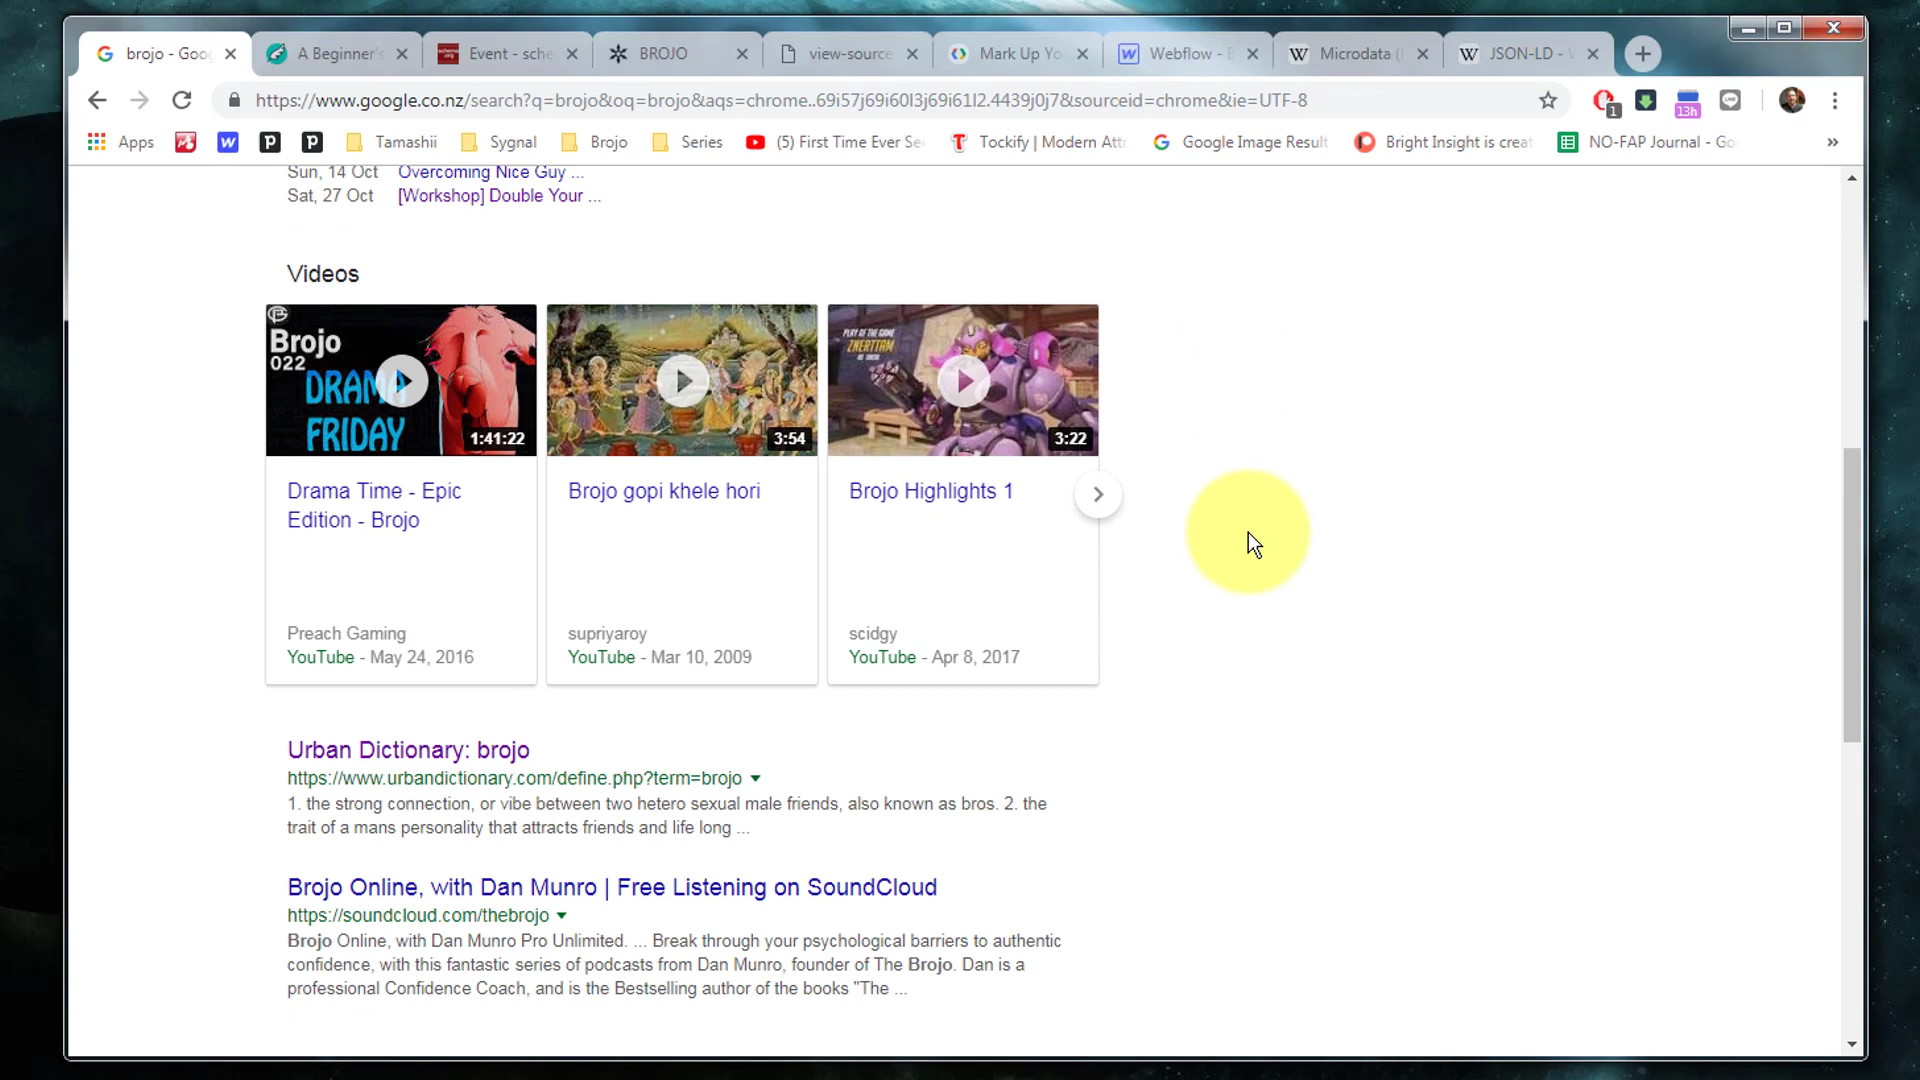 brojo - Goog
A Beginner's
Event - sche
BROJO
view-source
Mark Up Yo
Webflow - E
Microdata (
JSON-LD - W
https://www.google.co.nz/search?q=brojo&oq=brojo&aqs=chrome..69i57j69i60l3j69i61l2.4439j0j7&sourceid=chrome&ie=UTF-8
1
13h
LINE
Apps
Tamashii
Sygnal
Brojo
Series
(5) First Time Ever Se
Tockify | Modern Attr
Google Image Result
Bright Insight is creat
NO-FAP Journal - Go
»
Sun, 14 Oct Overcoming Nice Guy ...
Sat, 27 Oct [Workshop] Double Your ...
Videos
Brojo
022
DRAMA
FRIDAY
1:41:22
3:54
PLAY OF THE GAME
ZNERTTAM
AS ORISA
3:22
Drama Time - Epic
Edition - Brojo
Preach Gaming
YouTube - May 24, 2016
Brojo gopi khele hori
supriyaroy
YouTube - Mar 10, 2009
Brojo Highlights 1
scidgy
YouTube - Apr 8, 2017
Urban Dictionary: brojo
https://www.urbandictionary.com/define.php?term=brojo
1. the strong connection, or vibe between two hetero sexual male friends, also known as bros. 2. the
trait of a mans personality that attracts friends and life long ...
Brojo Online, with Dan Munro | Free Listening on SoundCloud
https://soundcloud.com/thebrojo
Brojo Online, with Dan Munro Pro Unlimited. ... Break through your psychological barriers to authentic
confidence, with this fantastic series of podcasts from Dan Munro, founder of The Brojo. Dan is a
professional Confidence Coach, and is the Bestselling author of the books "The ...